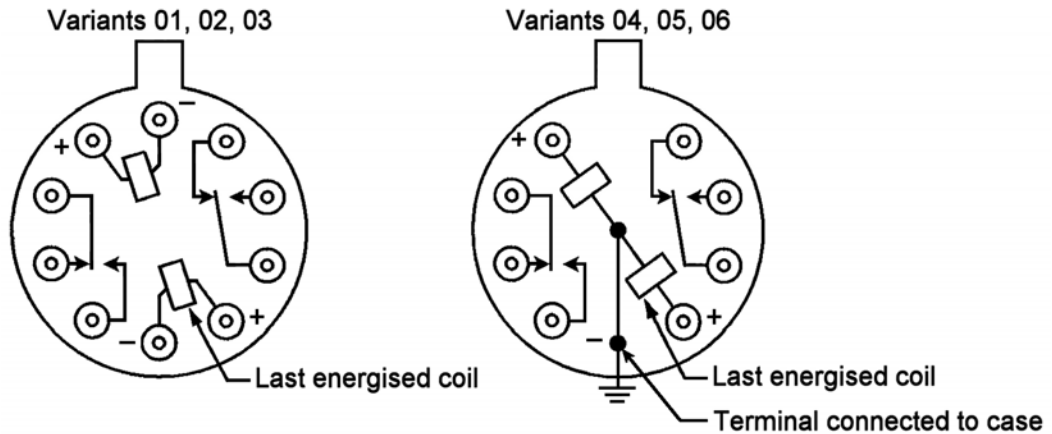 Variants 01, 02, 03
Variants 04, 05, 06
−
+
+
−
+
Last energised coil
+
−
+
Last energised coil
Terminal connected to case